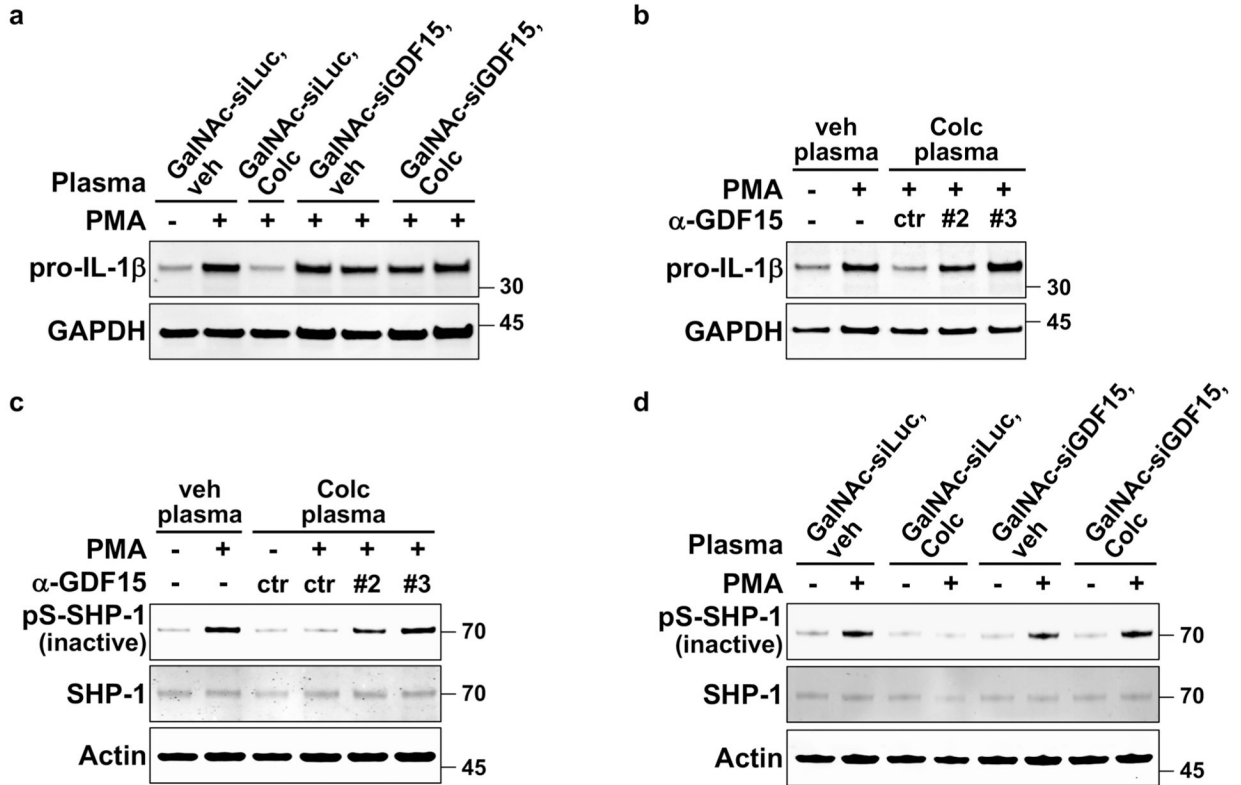 a
GalNAc-siLuc,
veh
GalNAc-siLuc,
Colc
GalNAc-siGDF15,
veh
GalNAc-siGDF15,
Colc
Plasma
PMA - + + + + + +
pro-IL-1β
30
GAPDH
45
b
veh
plasma
Colc
plasma
PMA - + + + +
α-GDF15 - - ctr #2 #3
pro-IL-1β
30
GAPDH
45
c
veh
plasma
Colc
plasma
PMA - + - + + +
α-GDF15 - - ctr ctr #2 #3
pS-SHP-1
(inactive)
70
SHP-1
70
Actin
45
d
GalNAc-siLuc,
veh
GalNAc-siLuc,
Colc
GalNAc-siGDF15,
veh
GalNAc-siGDF15,
Colc
Plasma
PMA - + - + - + - +
pS-SHP-1
(inactive)
70
SHP-1
70
Actin
45